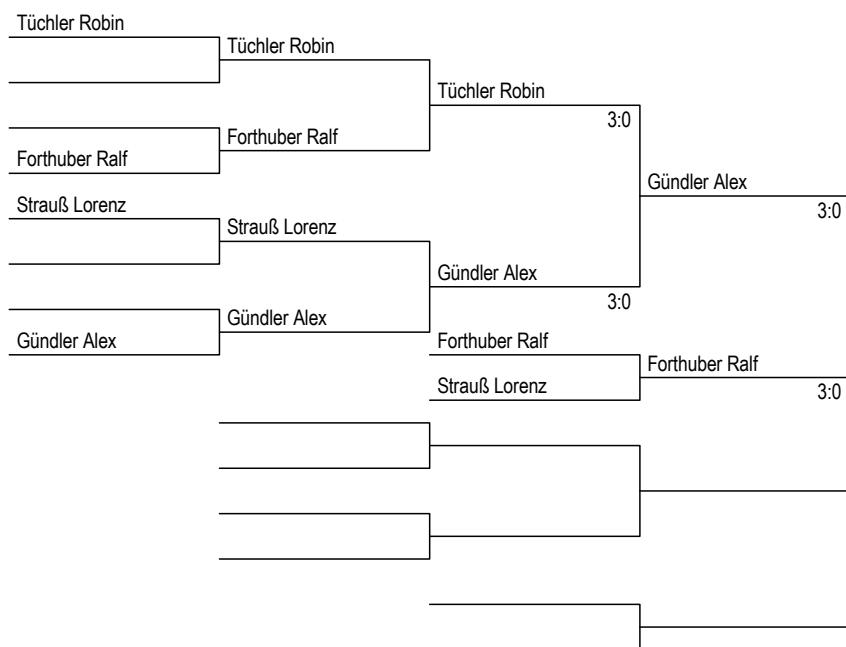 Tüchler Robin
Tüchler Robin
Tüchler Robin
3:0
Forthuber Ralf
Forthuber Ralf
Gündler Alex
3:0
Strauß Lorenz
Strauß Lorenz
Gündler Alex
3:0
Gündler Alex
Gündler Alex
Forthuber Ralf
Forthuber Ralf
3:0
Strauß Lorenz